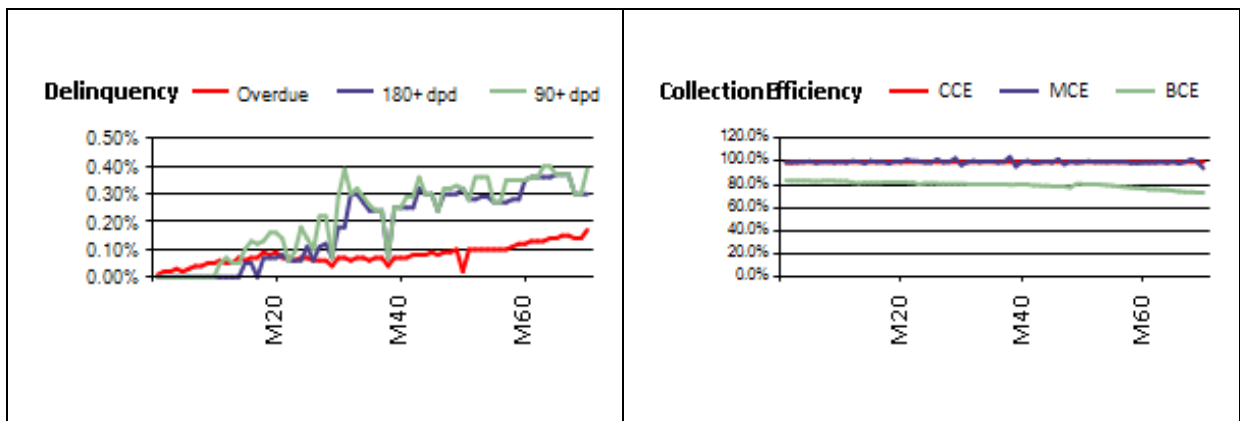 Delinquency Overdue 180+ dpd 90+ dpd
0.50%
0.40%
0.30%
0.20%
0.10%
0.00%
M20
M40
M60
Collection Efficiency CCE MCE BCE
120.0%
100.0%
80.0%
60.0%
40.0%
20.0%
0.0%
M20
M40
M60